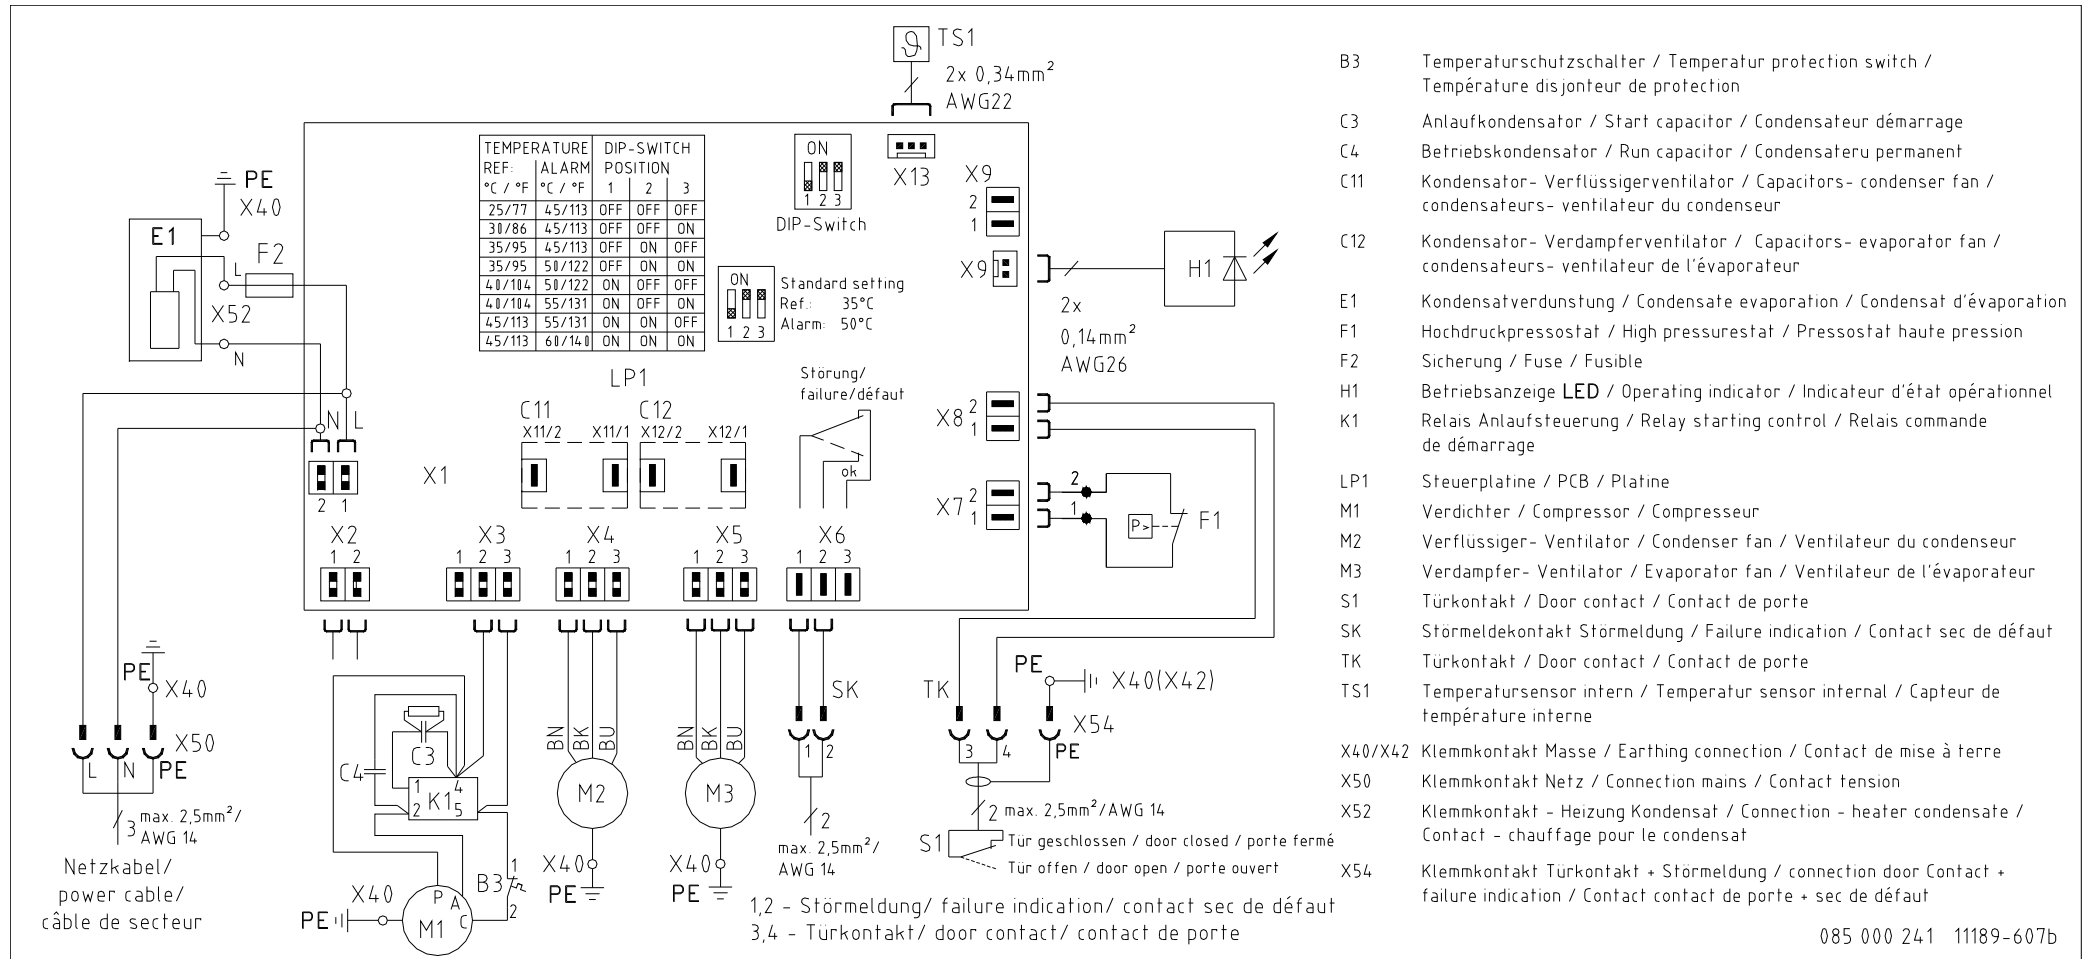 TS1
2x 0,34mm²
AWG22
TEMPERATURE DIP-SWITCH
REF: ALARM POSITION
°C / °F °C / °F 1 2 3
25/77 45/113 OFF OFF OFF
30/86 45/113 OFF OFF ON
35/95 45/113 OFF ON OFF
35/95 50/122 OFF ON ON
40/104 50/122 ON OFF OFF
40/104 55/131 ON OFF ON
45/113 55/131 ON ON OFF
45/113 60/140 ON ON ON
ON
1 2 3
DIP-Switch
X13
X9
2
1
X9
H1
2x
0,14mm²
AWG26
ON
1 2 3
Standard setting
Ref.: 35°C
Alarm: 50°C
PE
X40
E1
F2
L
X52
N
N L
LP1
Störung/
failure/défaut
ok
C11 C12
X11/2 X11/1 X12/2 X12/1
X8 2
1
X1
2 1
X7 2
1
2
1
P>
F1
X2 X3 X4 X5 X6
1 2 1 2 3 1 2 3 1 2 3 1 2 3
PE
X40
X50
L N PE
3 max. 2,5mm²/
AWG 14
Netzkabel/
power cable/
câble de secteur
C3
C4
1 4
K1
2 5
B3 1
2
P A
C
M1
X40
PE
BN BK BU
M2
X40
PE
BN BK BU
M3
X40
PE
SK
1 2
2
max. 2,5mm²/
AWG 14
TK
PE
X40(X42)
X54
3 4 PE
2 max. 2,5mm²/AWG 14
S1
Tür geschlossen / door closed / porte fermé
Tür offen / door open / porte ouvert
1,2 - Störmeldung/ failure indication/ contact sec de défaut
3,4 - Türkontakt/ door contact/ contact de porte
B3 Temperaturschutzschalter / Temperatur protection switch /
Température disjonteur de protection
C3 Anlaufkondensator / Start capacitor / Condensateur démarrage
C4 Betriebskondensator / Run capacitor / Condensateru permanent
C11 Kondensator- Verflüssigerventilator / Capacitors- condenser fan /
condensateurs- ventilateur du condenseur
C12 Kondensator- Verdampferventilator / Capacitors- evaporator fan /
condensateurs- ventilateur de l'évaporateur
E1 Kondensatverdunstung / Condensate evaporation / Condensat d'évaporation
F1 Hochdruckpressostat / High pressurestat / Pressostat haute pression
F2 Sicherung / Fuse / Fusible
H1 Betriebsanzeige LED / Operating indicator / Indicateur d'état opérationnel
K1 Relais Anlaufsteuerung / Relay starting control / Relais commande
de démarrage
LP1 Steuerplatine / PCB / Platine
M1 Verdichter / Compressor / Compresseur
M2 Verflüssiger- Ventilator / Condenser fan / Ventilateur du condenseur
M3 Verdampfer- Ventilator / Evaporator fan / Ventilateur de l'évaporateur
S1 Türkontakt / Door contact / Contact de porte
SK Störmeldekontakt Störmeldung / Failure indication / Contact sec de défaut
TK Türkontakt / Door contact / Contact de porte
TS1 Temperatursensor intern / Temperatur sensor internal / Capteur de
température interne
X40/X42 Klemmkontakt Masse / Earthing connection / Contact de mise à terre
X50 Klemmkontakt Netz / Connection mains / Contact tension
X52 Klemmkontakt - Heizung Kondensat / Connection - heater condensate /
Contact - chauffage pour le condensat
X54 Klemmkontakt Türkontakt + Störmeldung / connection door Contact +
failure indication / Contact contact de porte + sec de défaut
085 000 241 11189-607b